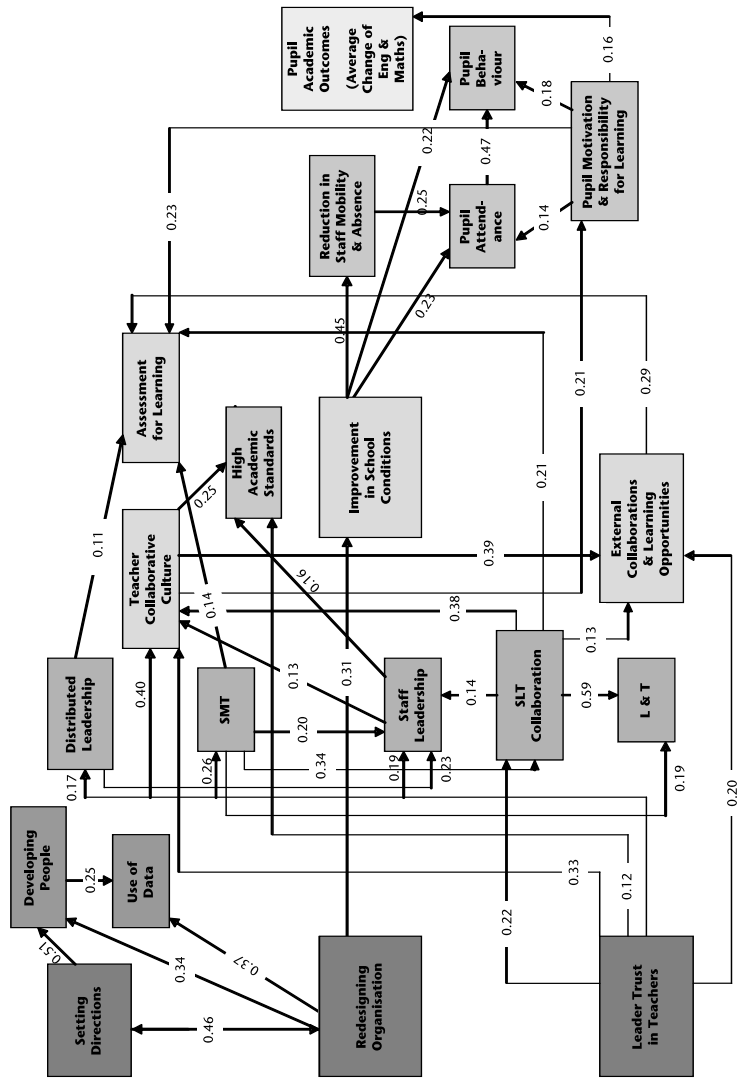 Setting
Directions
Redesigning
Organisation
Leader Trust
in Teachers
Developing
People
Use of
Data
Distributed
Leadership
SMT
Staff
Leadership
SLT
Collaboration
L & T
Teacher
Collaborative
Culture
Assessment
for Learning
High
Academic
Standards
Improvement
in School
Conditions
External
Collaborations
& Learning
Opportunities
Reduction in
Staff Mobility
& Absence
Pupil
Attend-
ance
Pupil Motivation
& Responsibility
for Learning
Pupil
Academic
Outcomes
(Average
Change of
Eng &
Maths)
Pupil
Beha-
viour
0.46
0.51
0.34
0.37
0.25
0.17
0.40
0.26
0.19
0.23
0.34
0.20
0.33
0.22
0.12
0.20
0.19
0.59
0.14
0.13
0.38
0.21
0.31
0.13
0.16
0.14
0.11
0.25
0.39
0.21
0.29
0.45
0.23
0.22
0.25
0.23
0.47
0.14
0.18
0.16